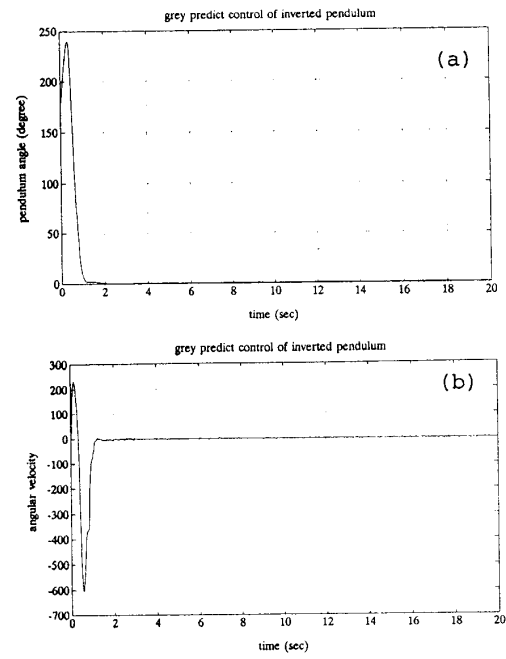 grey predict control of inverted pendulum
250
200
150
100
50
0
pendulum angle (degree)
(a)
0 2 4 6 8 10 12 14 16 18 20
time (sec)
grey predict control of inverted pendulum
300
200
100
0
-100
-200
-300
-400
-500
-600
-700
angular velocity
(b)
0 2 4 6 8 10 12 14 16 18 20
time (sec)